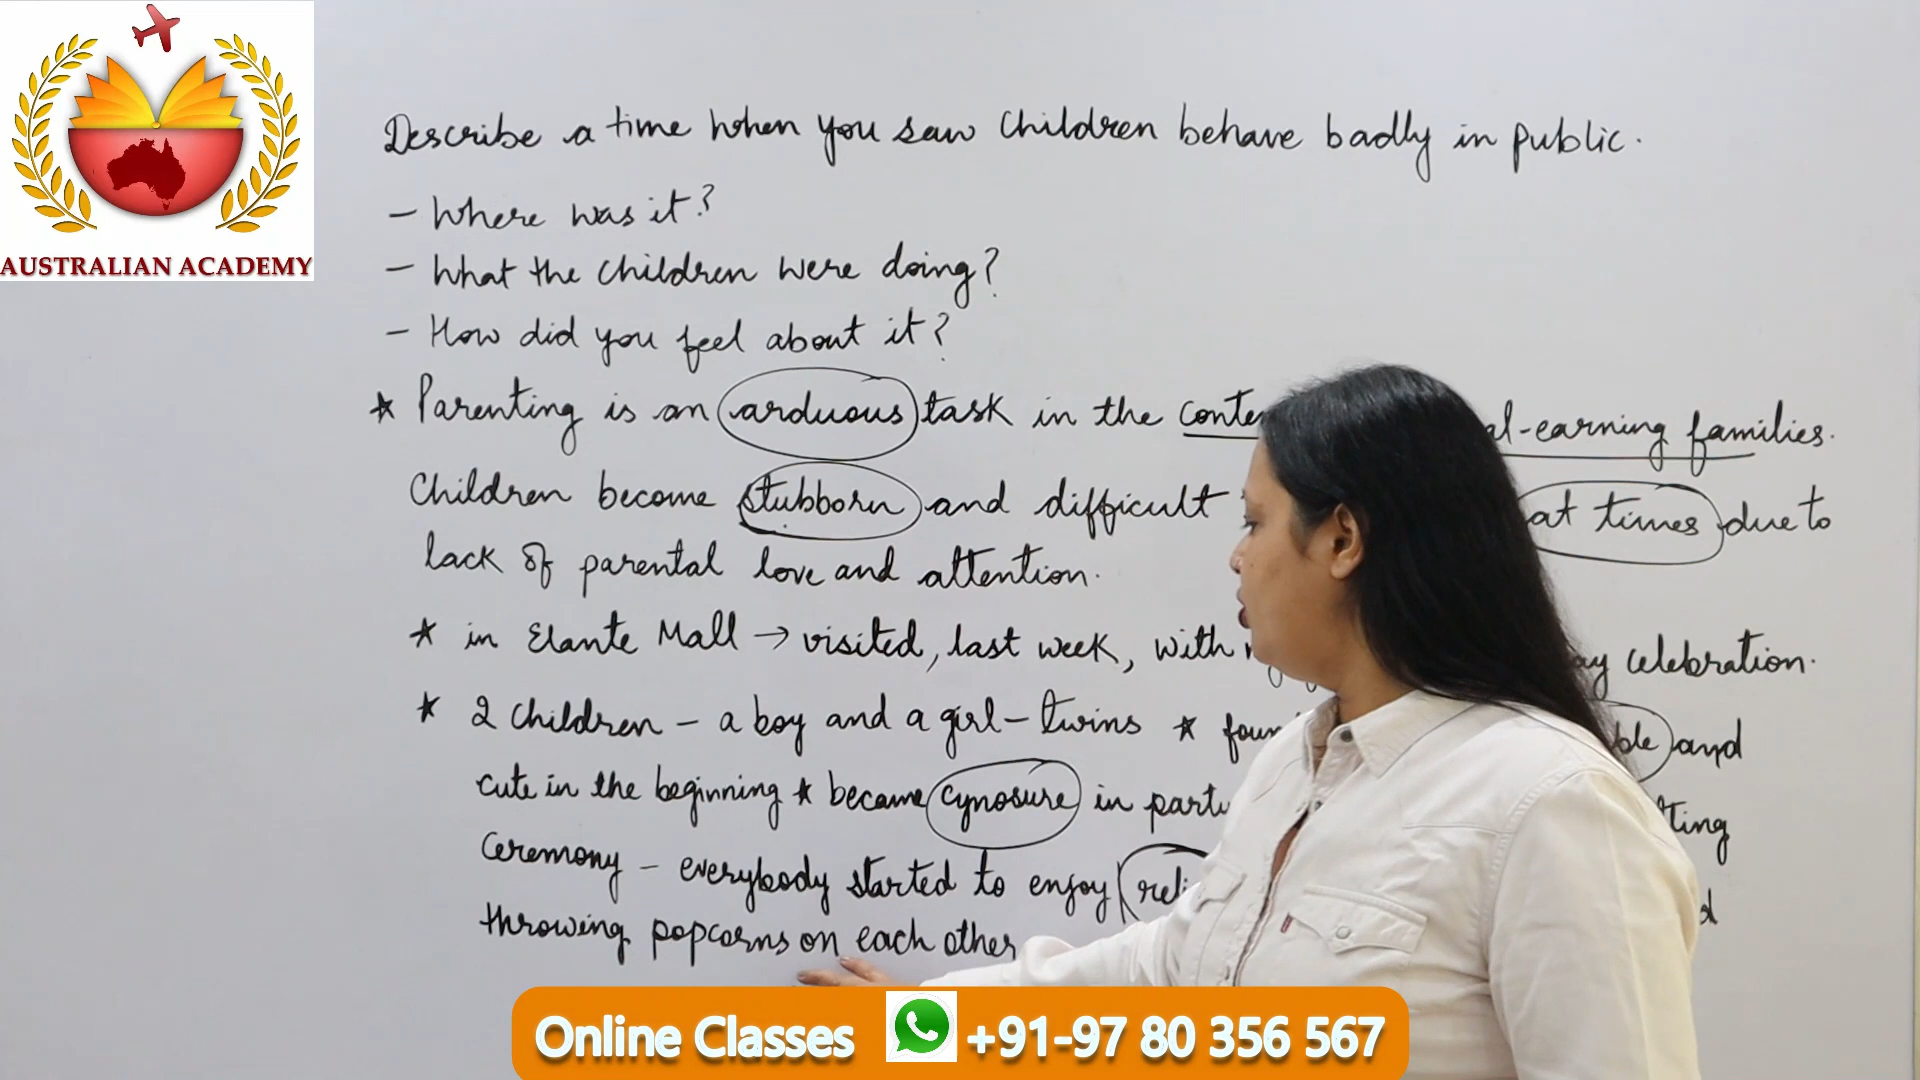 AUSTRALIAN ACADEMY
Describe a time when you saw children behave badly in public.
- Where was it?
- What the children were doing?
- How did you feel about it?
* Parenting is an arduous task in the -earning families.
Children become stubborn and difficult at times due to
lack of parental love and attention.
* in Elante Mall → visited, last week, with celebration.
* 2 children - a boy and a girl - twins * and
cute in the beginning * became cynosure in
ceremony - everybody started to enjoy
throwing popcorns on each other
Online Classes +91-97 80 356 567